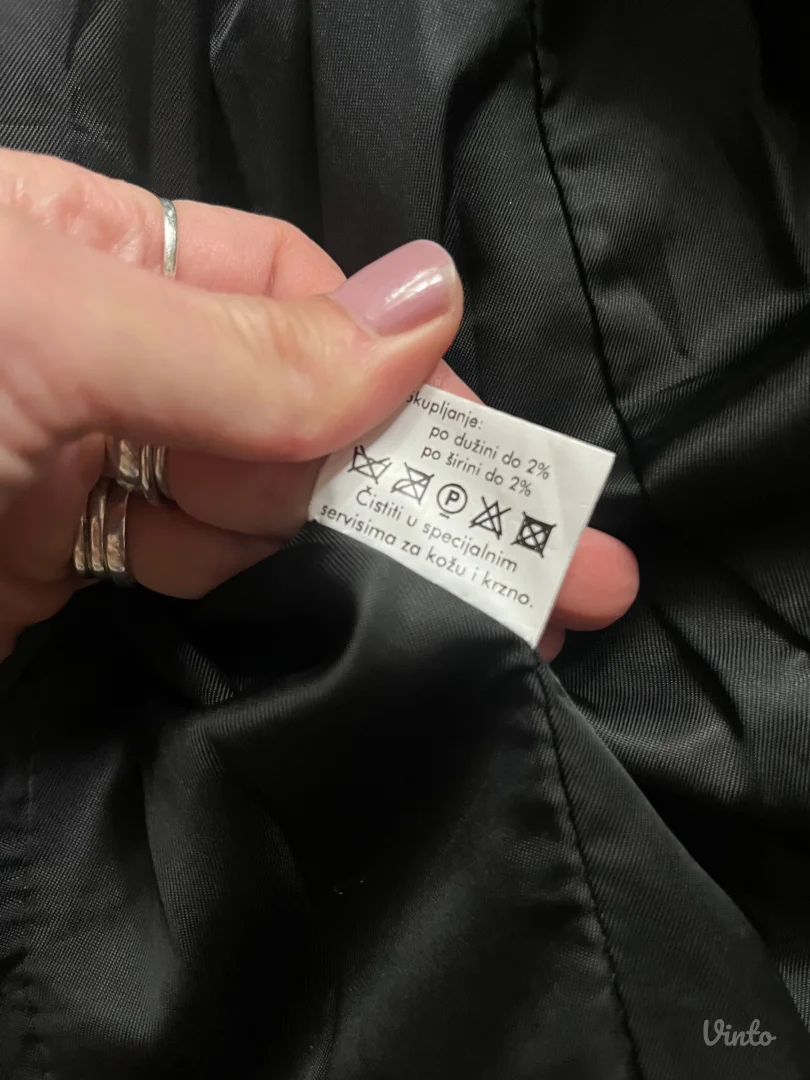 Skupljanje:
po dužini do 2%
po širini do 2%
P
Čistiti u specijalnim
servisima za kožu i krzno.
Vinto